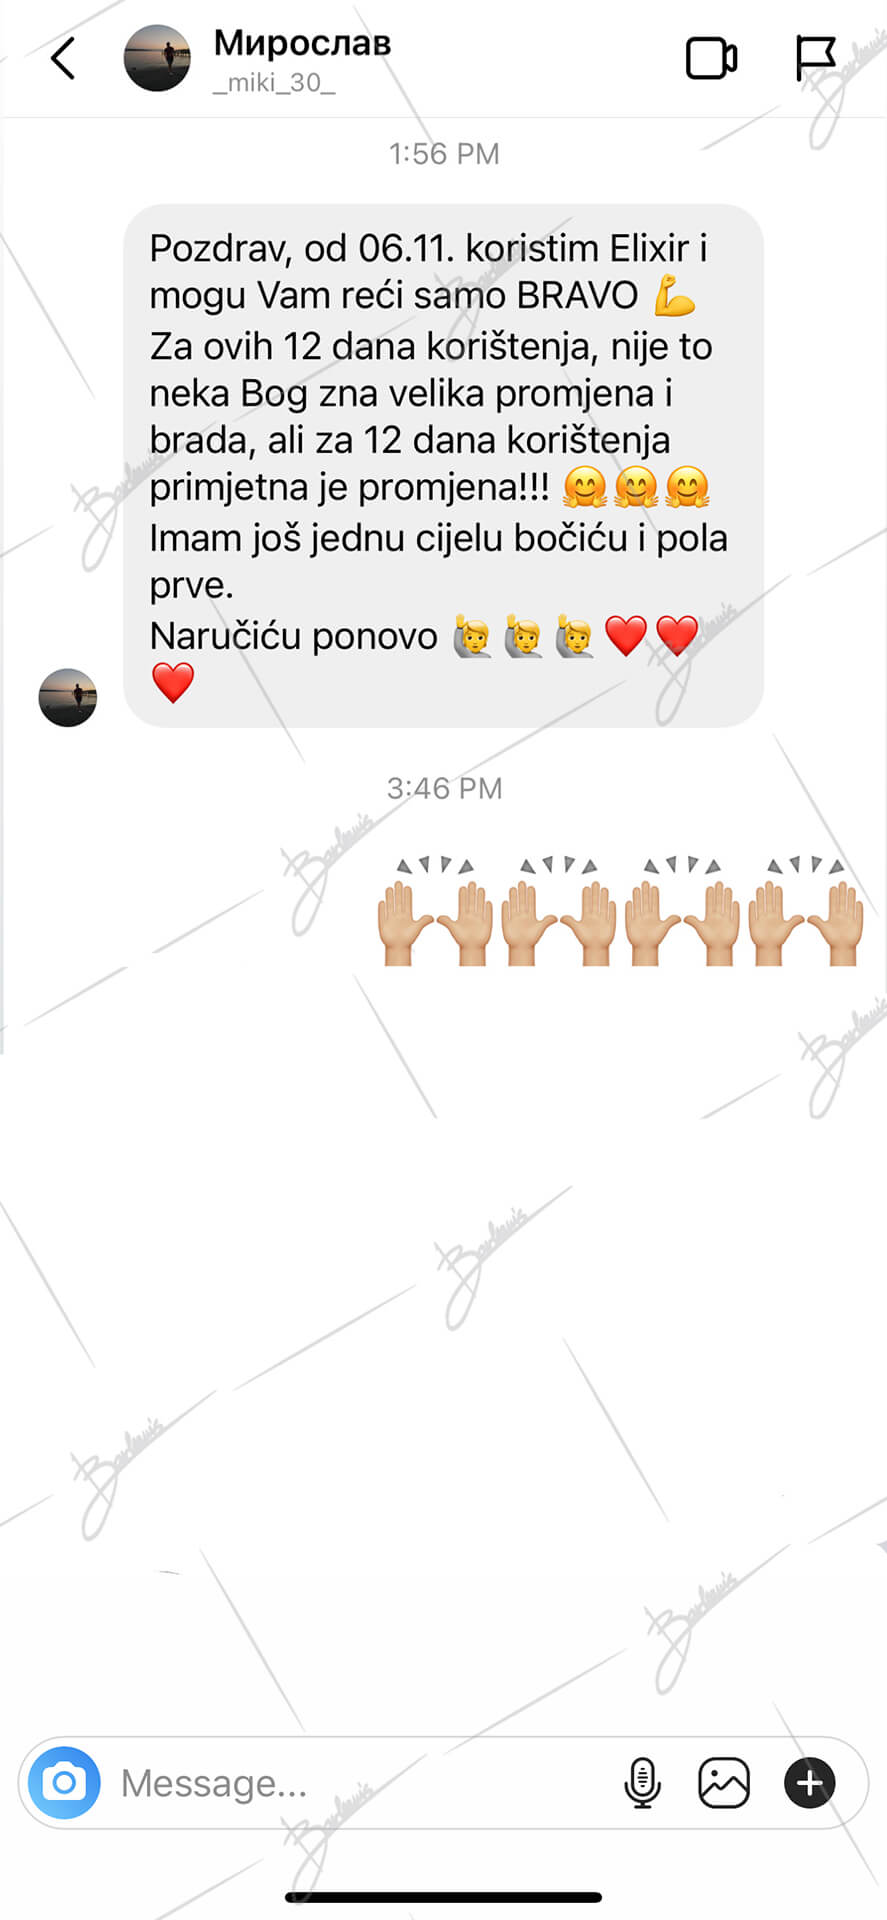 Мирослав
_miki_30_
1:56 PM
Pozdrav, od 06.11. koristim Elixir i
mogu Vam reći samo BRAVO 💪
Za ovih 12 dana korištenja, nije to
neka Bog zna velika promjena i
brada, ali za 12 dana korištenja
primjetna je promjena!!! 🤗🤗🤗
Imam još jednu cijelu bočiću i pola
prve.
Naručiću ponovo 🙋🙋🙋❤️❤️
❤️
3:46 PM
🙌🏼🙌🏼🙌🏼🙌🏼
Message...